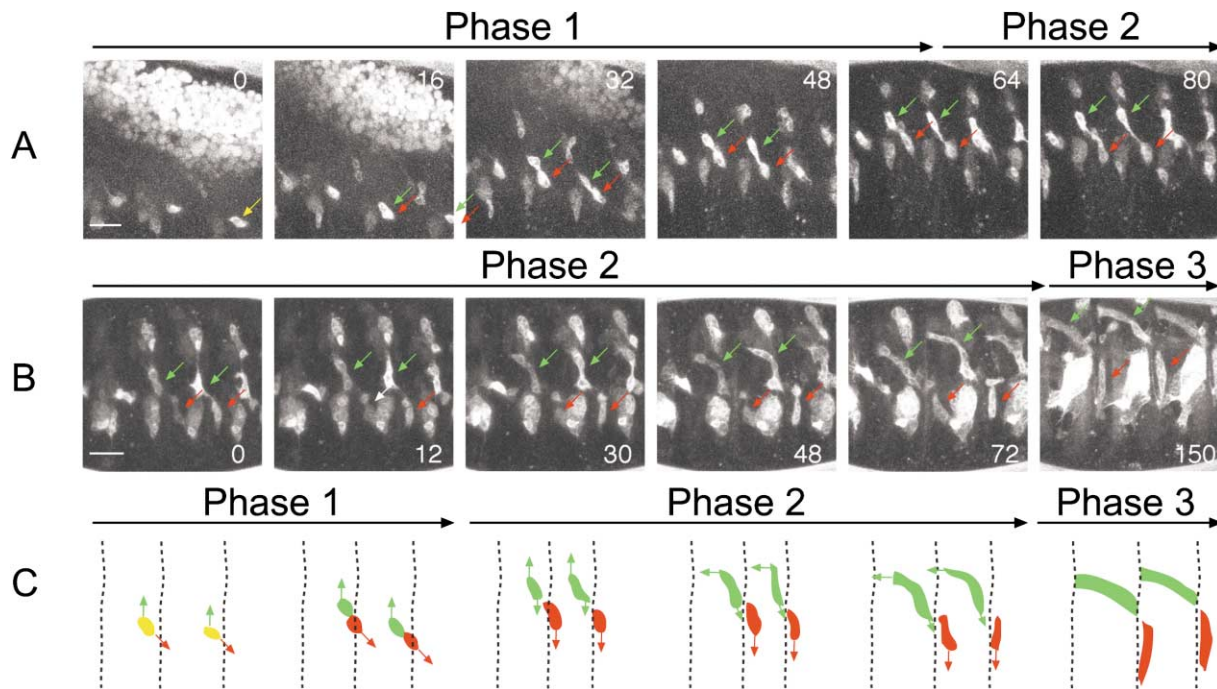 Phase 1 Phase 2
A 0 16 32 48 64 80
Phase 2 Phase 3
B 0 12 30 48 72 150
Phase 1 Phase 2 Phase 3
C